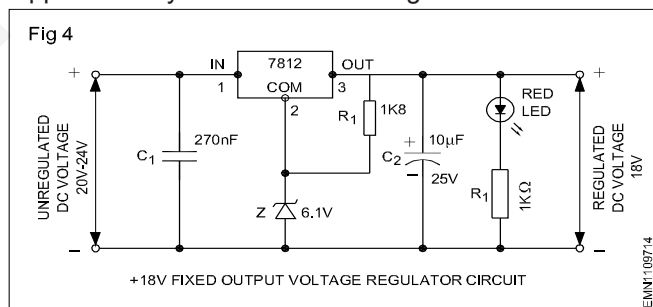 Fig 4
+
IN
7812
OUT
+
1
COM
3
2
R1
1K8
RED
LED
UNREGULATED
DC VOLTAGE
20V-24V
C1
270nF
+
10µF
C2
25V
−
REGULATED
DC VOLTAGE
18V
Z
6.1V
R1
1KΩ
−
−
+18V FIXED OUTPUT VOLTAGE REGULATOR CIRCUIT
EMN1109714